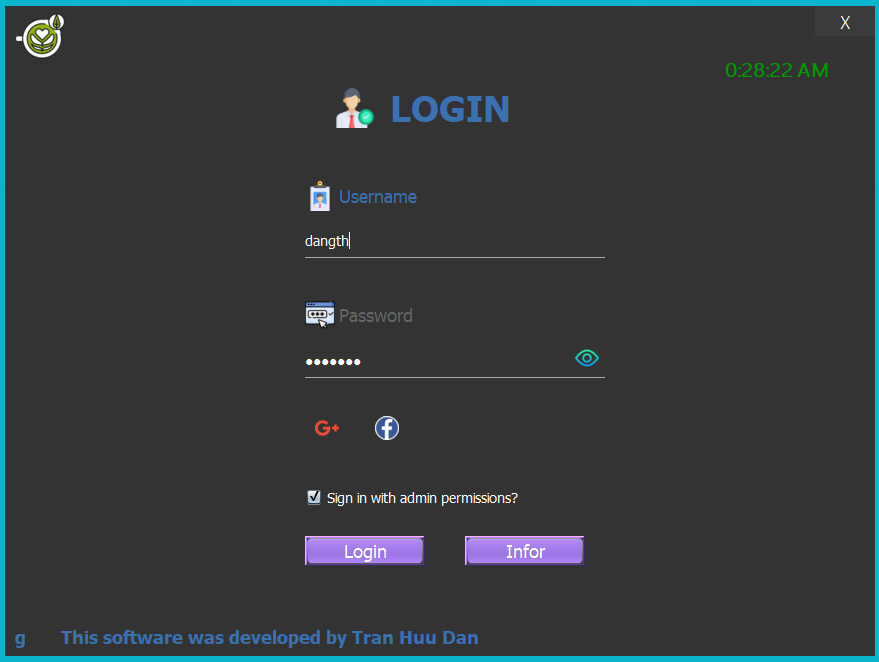 X
0:28:22 AM
LOGIN
Username
dangth
Password
•••••••
G+ f
Sign in with admin permissions?
Login Infor
g This software was developed by Tran Huu Dan